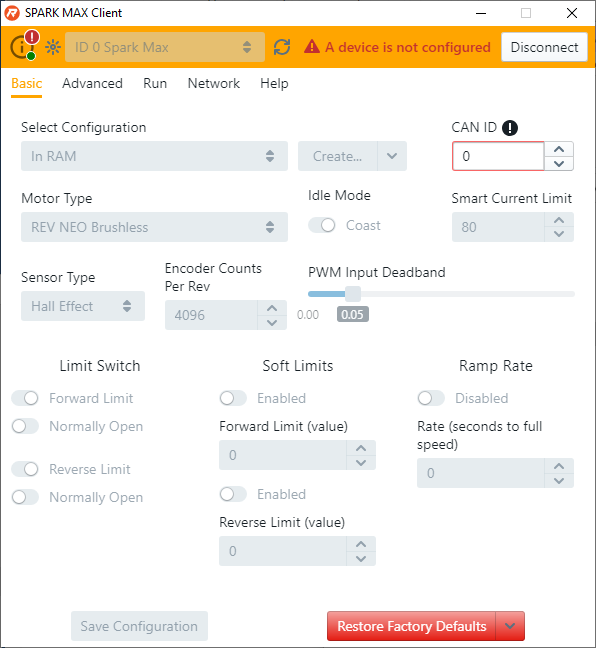 SPARK MAX Client
ID 0 Spark Max
A device is not configured
Disconnect
Basic Advanced Run Network Help
Select Configuration
CAN ID
In RAM
Create...
0
Motor Type
Idle Mode
Smart Current Limit
REV NEO Brushless
Coast
80
Sensor Type
Encoder Counts
Per Rev
PWM Input Deadband
Hall Effect
4096
0.00
0.05
Limit Switch
Soft Limits
Ramp Rate
Forward Limit
Enabled
Disabled
Normally Open
Forward Limit (value)
Rate (seconds to full
speed)
0
0
Reverse Limit
Normally Open
Enabled
Reverse Limit (value)
0
Save Configuration
Restore Factory Defaults